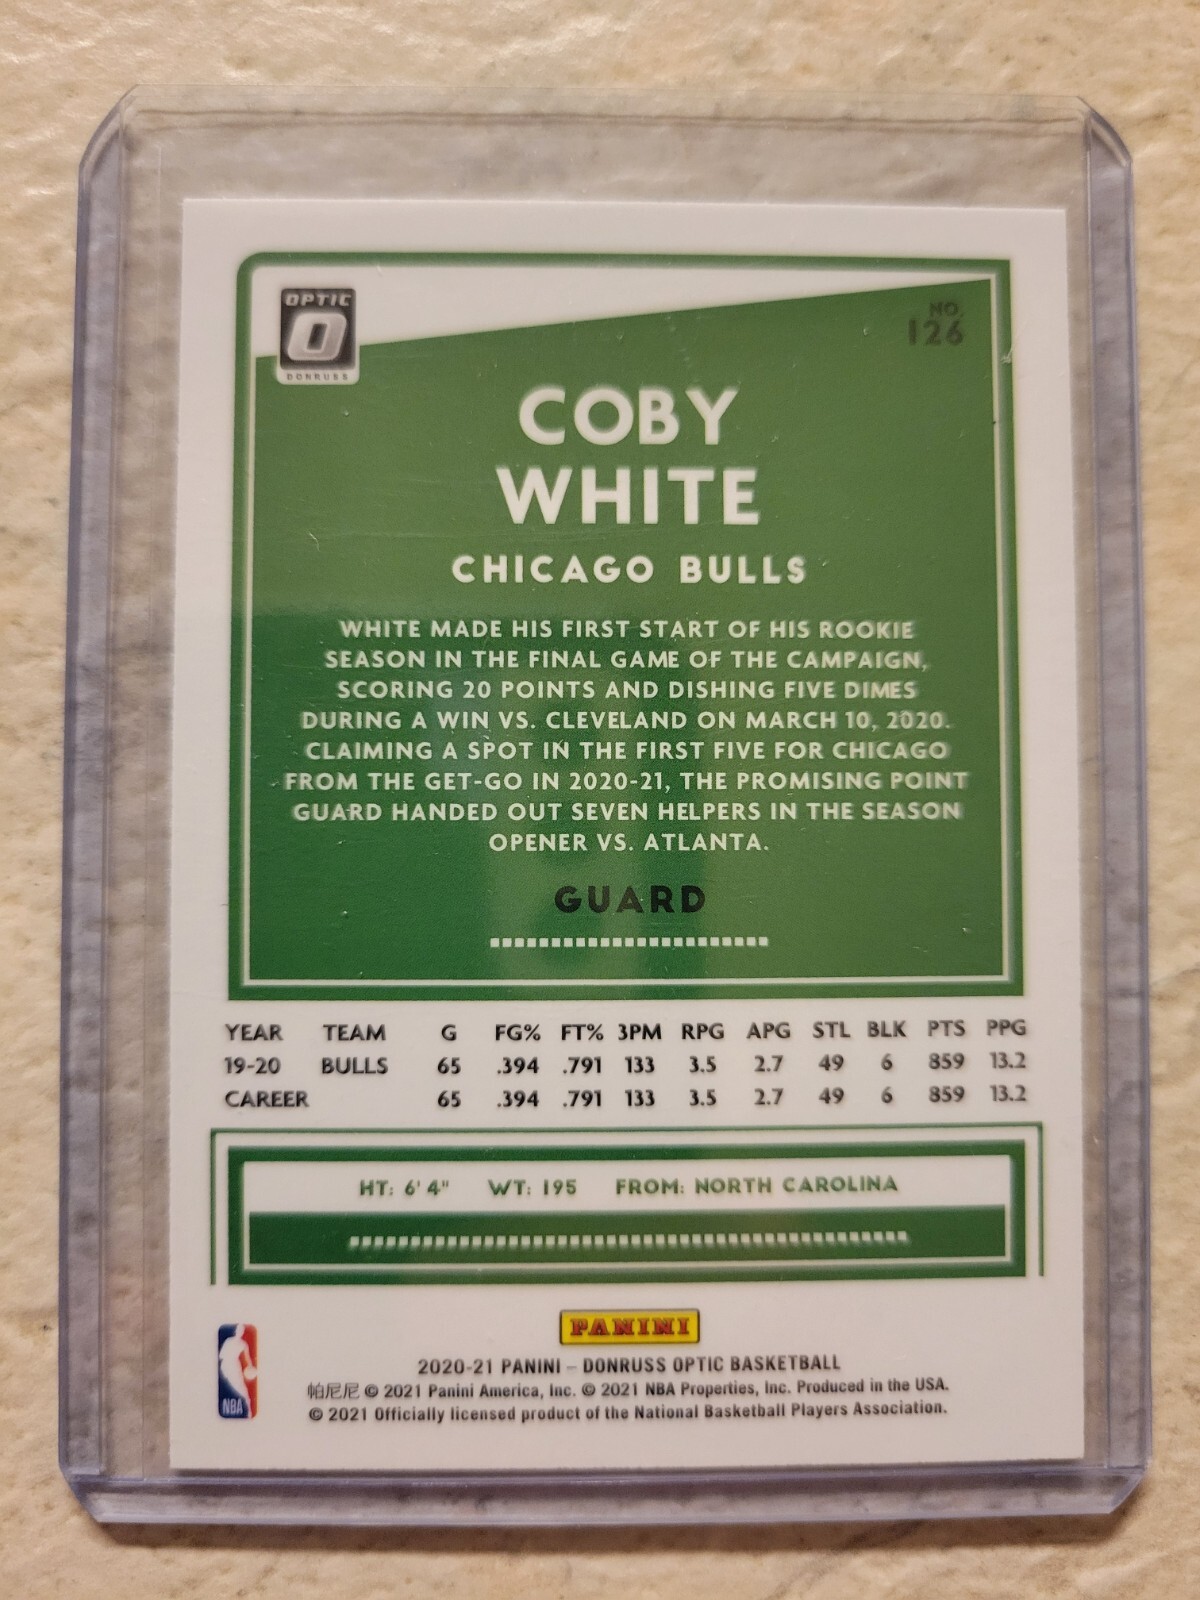 OPTIC
O
DONRUSS
NO.
126
COBY
WHITE
CHICAGO BULLS
WHITE MADE HIS FIRST START OF HIS ROOKIE
SEASON IN THE FINAL GAME OF THE CAMPAIGN,
SCORING 20 POINTS AND DISHING FIVE DIMES
DURING A WIN VS. CLEVELAND ON MARCH 10, 2020.
CLAIMING A SPOT IN THE FIRST FIVE FOR CHICAGO
FROM THE GET-GO IN 2020-21, THE PROMISING POINT
GUARD HANDED OUT SEVEN HELPERS IN THE SEASON
OPENER VS. ATLANTA.
GUARD
YEAR TEAM G FG% FT% 3PM RPG APG STL BLK PTS PPG
19-20 BULLS 65 .394 .791 133 3.5 2.7 49 6 859 13.2
CAREER 65 .394 .791 133 3.5 2.7 49 6 859 13.2
HT: 6' 4" WT: 195 FROM: NORTH CAROLINA
PANINI
2020-21 PANINI – DONRUSS OPTIC BASKETBALL
帕尼尼 © 2021 Panini America, Inc. © 2021 NBA Properties, Inc. Produced in the USA.
© 2021 Officially licensed product of the National Basketball Players Association.
NBA